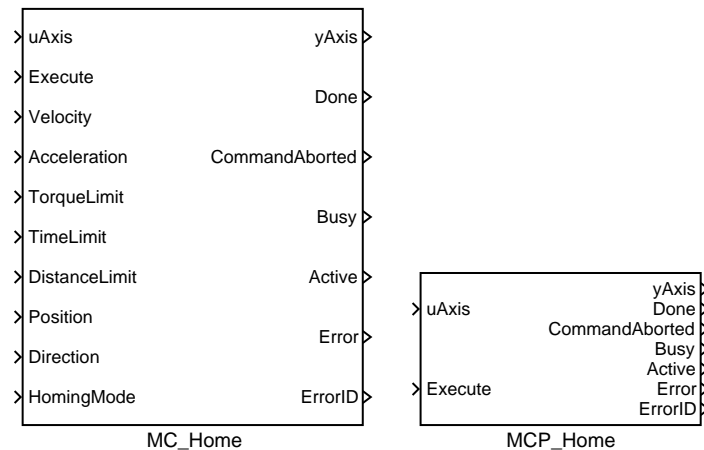 uAxis
Execute
Velocity
Acceleration
TorqueLimit
TimeLimit
DistanceLimit
Position
Direction
HomingMode
yAxis
Done
CommandAborted
Busy
Active
Error
ErrorID
MC_Home
uAxis
Execute
yAxis
Done
CommandAborted
Busy
Active
Error
ErrorID
MCP_Home